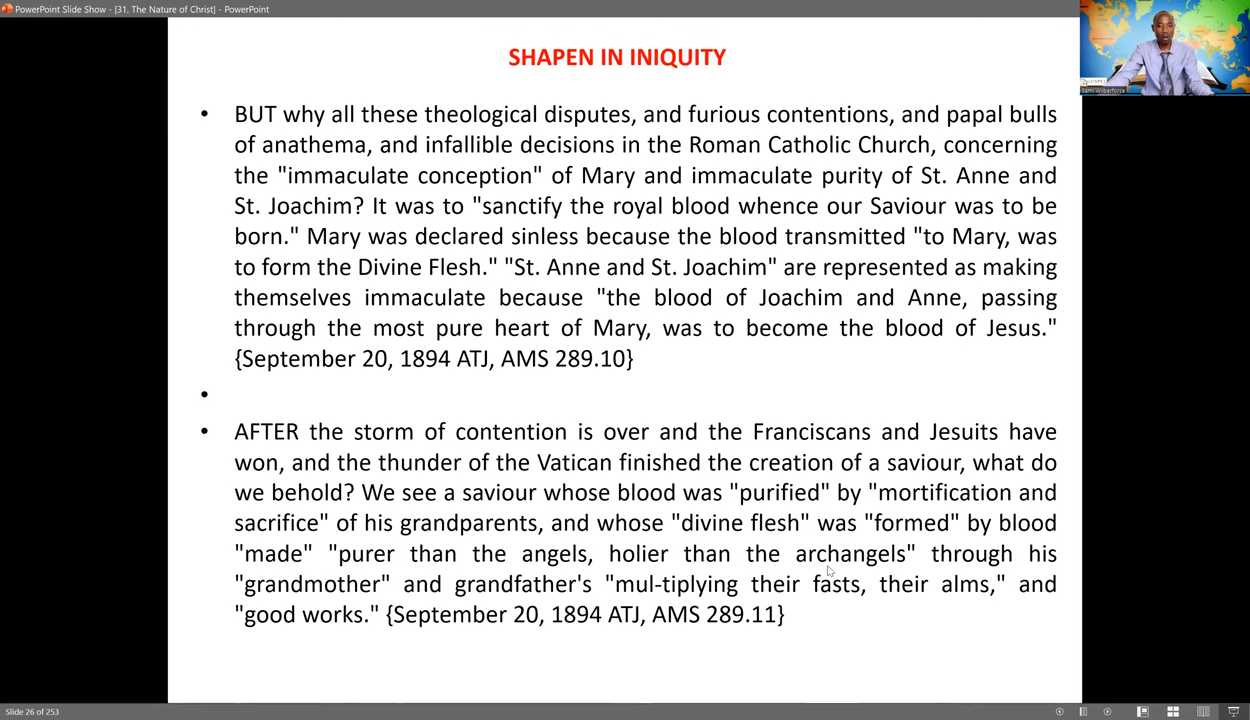 PowerPoint Slide Show - [31. The Nature of Christ] - PowerPoint
SHAPEN IN INIQUITY
• BUT why all these theological disputes, and furious contentions, and papal bulls
of anathema, and infallible decisions in the Roman Catholic Church, concerning
the "immaculate conception" of Mary and immaculate purity of St. Anne and
St. Joachim? It was to "sanctify the royal blood whence our Saviour was to be
born." Mary was declared sinless because the blood transmitted "to Mary, was
to form the Divine Flesh." "St. Anne and St. Joachim" are represented as making
themselves immaculate because "the blood of Joachim and Anne, passing
through the most pure heart of Mary, was to become the blood of Jesus."
{September 20, 1894 ATJ, AMS 289.10}
•
• AFTER the storm of contention is over and the Franciscans and Jesuits have
won, and the thunder of the Vatican finished the creation of a saviour, what do
we behold? We see a saviour whose blood was "purified" by "mortification and
sacrifice" of his grandparents, and whose "divine flesh" was "formed" by blood
"made" "purer than the angels, holier than the archangels" through his
"grandmother" and grandfather's "mul-tiplying their fasts, their alms," and
"good works." {September 20, 1894 ATJ, AMS 289.11}
Slide 26 of 253